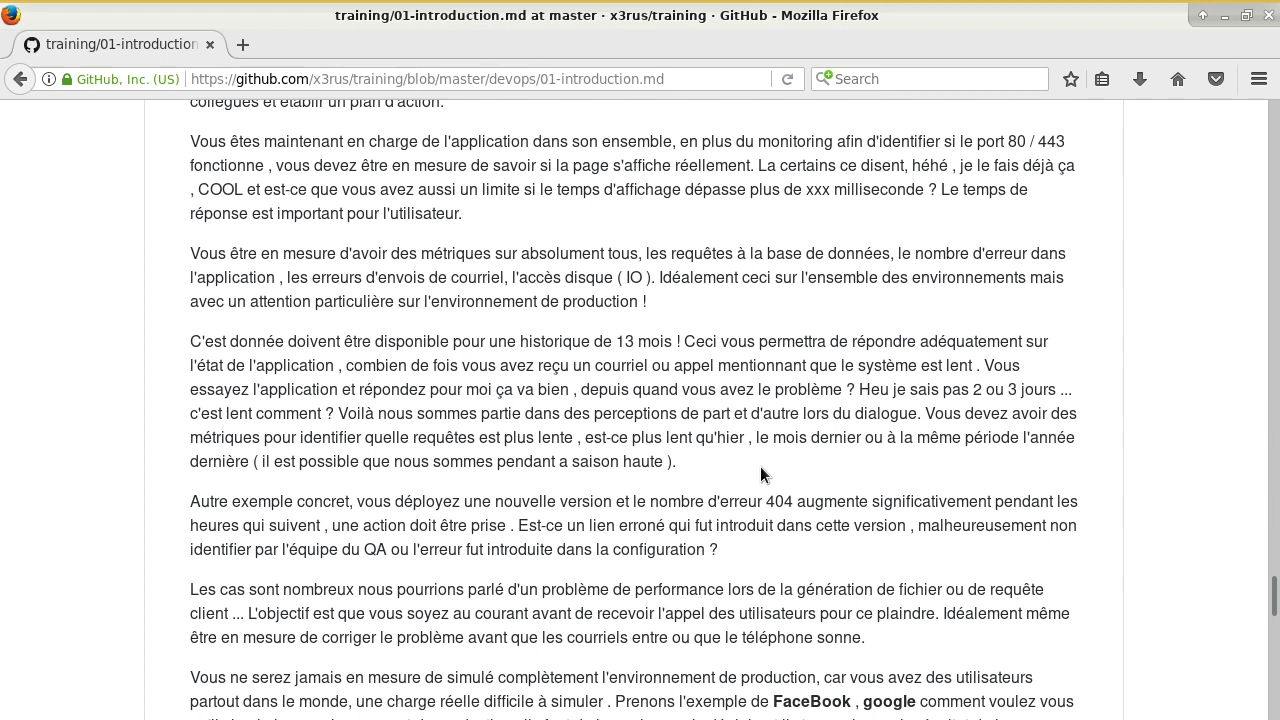 training/01-introduction.md at master · x3rus/training · GitHub - Mozilla Firefox
training/01-introduction
GitHub, Inc. (US)
https://github.com/x3rus/training/blob/master/devops/01-introduction.md
Search
collègues et établir un plan d'action.
Vous êtes maintenant en charge de l'application dans son ensemble, en plus du monitoring afin d'identifier si le port 80 / 443
fonctionne , vous devez être en mesure de savoir si la page s'affiche réellement. La certains ce disent, héhé , je le fais déjà ça
, COOL et est-ce que vous avez aussi un limite si le temps d'affichage dépasse plus de xxx milliseconde ? Le temps de
réponse est important pour l'utilisateur.
Vous être en mesure d'avoir des métriques sur absolument tous, les requêtes à la base de données, le nombre d'erreur dans
l'application , les erreurs d'envois de courriel, l'accès disque ( IO ). Idéalement ceci sur l'ensemble des environnements mais
avec un attention particulière sur l'environnement de production !
C'est donnée doivent être disponible pour une historique de 13 mois ! Ceci vous permettra de répondre adéquatement sur
l'état de l'application , combien de fois vous avez reçu un courriel ou appel mentionnant que le système est lent . Vous
essayez l'application et répondez pour moi ça va bien , depuis quand vous avez le problème ? Heu je sais pas 2 ou 3 jours ...
c'est lent comment ? Voilà nous sommes partie dans des perceptions de part et d'autre lors du dialogue. Vous devez avoir des
métriques pour identifier quelle requêtes est plus lente , est-ce plus lent qu'hier , le mois dernier ou à la même période l'année
dernière ( il est possible que nous sommes pendant a saison haute ).
Autre exemple concret, vous déployez une nouvelle version et le nombre d'erreur 404 augmente significativement pendant les
heures qui suivent , une action doit être prise . Est-ce un lien erroné qui fut introduit dans cette version , malheureusement non
identifier par l'équipe du QA ou l'erreur fut introduite dans la configuration ?
Les cas sont nombreux nous pourrions parlé d'un problème de performance lors de la génération de fichier ou de requête
client ... L'objectif est que vous soyez au courant avant de recevoir l'appel des utilisateurs pour ce plaindre. Idéalement même
être en mesure de corriger le problème avant que les courriels entre ou que le téléphone sonne.
Vous ne serez jamais en mesure de simulé complètement l'environnement de production, car vous avez des utilisateurs
partout dans le monde, une charge réelle difficile à simuler . Prenons l'exemple de FaceBook , google comment voulez vous